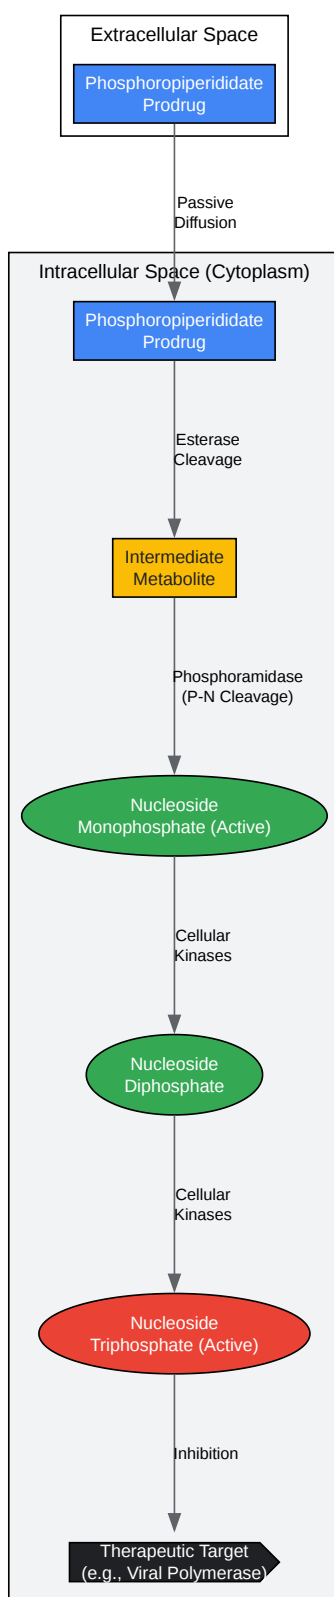 Extracellular Space
Phosphoropiperididate
Prodrug
Passive
Diffusion
Intracellular Space (Cytoplasm)
Phosphoropiperididate
Prodrug
Esterase
Cleavage
Intermediate
Metabolite
Phosphoramidase
(P-N Cleavage)
Nucleoside
Monophosphate (Active)
Cellular
Kinases
Nucleoside
Diphosphate
Cellular
Kinases
Nucleoside
Triphosphate (Active)
Inhibition
Therapeutic Target
(e.g., Viral Polymerase)